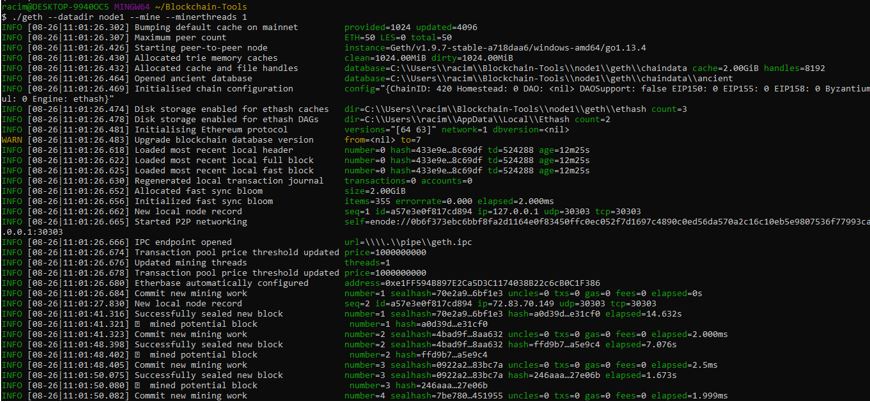 racim@DESKTOP-9940OC5 MINGW64 ~/Blockchain-Tools
$ ./geth --datadir node1 --mine --minerthreads 1
INFO [08-26|11:01:26.302] Bumping default cache on mainnet provided=1024 updated=4096
INFO [08-26|11:01:26.307] Maximum peer count ETH=50 LES=0 total=50
INFO [08-26|11:01:26.426] Starting peer-to-peer node instance=Geth/v1.9.7-stable-a718daa6/windows-amd64/go1.13.4
INFO [08-26|11:01:26.430] Allocated trie memory caches clean=1024.00MiB dirty=1024.00MiB
INFO [08-26|11:01:26.432] Allocated cache and file handles database=C:\\Users\\racim\\Blockchain-Tools\\node1\\geth\\chaindata cache=2.00GiB handles=8192
INFO [08-26|11:01:26.464] Opened ancient database database=C:\\Users\\racim\\Blockchain-Tools\\node1\\geth\\chaindata\\ancient
INFO [08-26|11:01:26.469] Initialised chain configuration config="{ChainID: 420 Homestead: 0 DAO: <nil> DAOSupport: false EIP150: 0 EIP155: 0 EIP158: 0 Byzantiu
ul: 0 Engine: ethash}"
INFO [08-26|11:01:26.474] Disk storage enabled for ethash caches dir=C:\\Users\\racim\\Blockchain-Tools\\node1\\geth\\ethash count=3
INFO [08-26|11:01:26.478] Disk storage enabled for ethash DAGs dir=C:\\Users\\racim\\AppData\\Local\\Ethash count=2
INFO [08-26|11:01:26.481] Initialising Ethereum protocol versions="[64 63]" network=1 dbversion=<nil>
WARN [08-26|11:01:26.483] Upgrade blockchain database version from=<nil> to=7
INFO [08-26|11:01:26.618] Loaded most recent local header number=0 hash=433e9e…8c69df td=524288 age=12m25s
INFO [08-26|11:01:26.622] Loaded most recent local full block number=0 hash=433e9e…8c69df td=524288 age=12m25s
INFO [08-26|11:01:26.625] Loaded most recent local fast block number=0 hash=433e9e…8c69df td=524288 age=12m25s
INFO [08-26|11:01:26.630] Regenerated local transaction journal transactions=0 accounts=0
INFO [08-26|11:01:26.652] Allocated fast sync bloom size=2.00GiB
INFO [08-26|11:01:26.656] Initialized fast sync bloom items=355 errorrate=0.000 elapsed=2.000ms
INFO [08-26|11:01:26.662] New local node record seq=1 id=a57e3e0f817cd894 ip=127.0.0.1 udp=30303 tcp=30303
INFO [08-26|11:01:26.665] Started P2P networking self=enode://0b6f373ebc6bbf8fa2d1164e0f83450ffc0ec052f7d1697c4890c0ed56da570a2c16c10eb5e9807536f77993ca
.0.0.1:30303
INFO [08-26|11:01:26.666] IPC endpoint opened url=\\\\.\\pipe\\geth.ipc
INFO [08-26|11:01:26.674] Transaction pool price threshold updated price=1000000000
INFO [08-26|11:01:26.676] Updated mining threads threads=1
INFO [08-26|11:01:26.678] Transaction pool price threshold updated price=1000000000
INFO [08-26|11:01:26.680] Etherbase automatically configured address=0xe1FF5948897E2Ca5D3C1174038B22c6cB0C1F386
INFO [08-26|11:01:26.684] Commit new mining work number=1 sealhash=70e2a9…6bf1e3 uncles=0 txs=0 gas=0 fees=0 elapsed=0s
INFO [08-26|11:01:27.830] New local node record seq=2 id=a57e3e0f817cd894 ip=72.83.70.149 udp=30303 tcp=30303
INFO [08-26|11:01:41.316] Successfully sealed new block number=1 sealhash=70e2a9…6bf1e3 hash=a0d39d…e31cf0 elapsed=14.632s
INFO [08-26|11:01:41.321] mined potential block number=1 hash=a0d39d…e31cf0
INFO [08-26|11:01:41.323] Commit new mining work number=2 sealhash=4bad9f…8aa632 uncles=0 txs=0 gas=0 fees=0 elapsed=2.000ms
INFO [08-26|11:01:48.398] Successfully sealed new block number=2 sealhash=4bad9f…8aa632 hash=ffd9b7…a5e9c4 elapsed=7.076s
INFO [08-26|11:01:48.402] mined potential block number=2 hash=ffd9b7…a5e9c4
INFO [08-26|11:01:48.405] Commit new mining work number=3 sealhash=0922a2…83bc7a uncles=0 txs=0 gas=0 fees=0 elapsed=2.5ms
INFO [08-26|11:01:50.075] Successfully sealed new block number=3 sealhash=0922a2…83bc7a hash=246aaa…27e06b elapsed=1.673s
INFO [08-26|11:01:50.080] mined potential block number=3 hash=246aaa…27e06b
INFO [08-26|11:01:50.082] Commit new mining work number=4 sealhash=7be780…451955 uncles=0 txs=0 gas=0 fees=0 elapsed=1.999ms